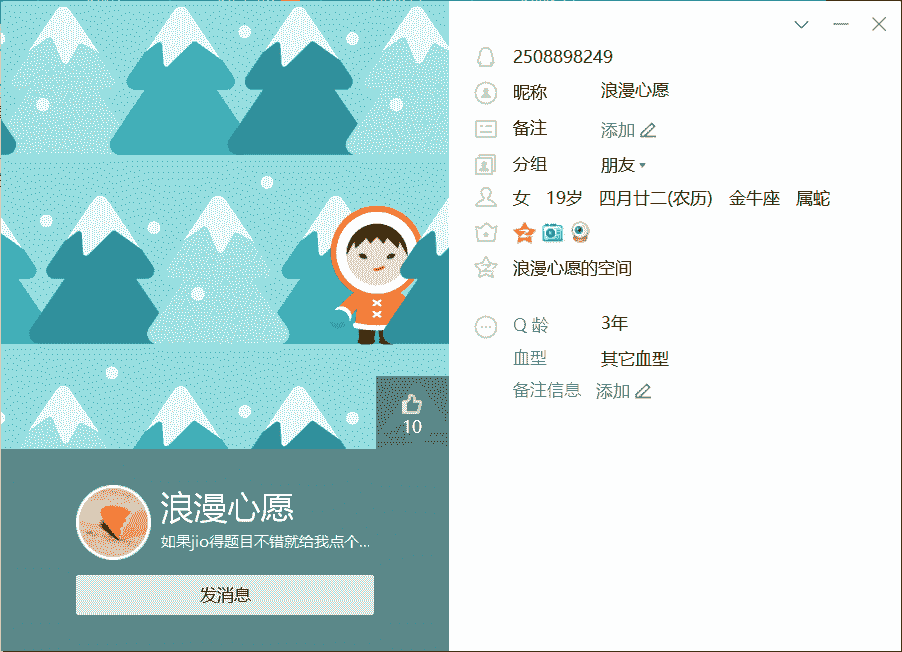 2508898249
昵称 浪漫心愿
备注 添加
分组 朋友
女 19岁 四月廿二(农历) 金牛座 属蛇
浪漫心愿的空间
Q 龄 3年
血型 其它血型
备注信息 添加
10
浪漫心愿
如果jio得题目不错就给我点个...
发消息